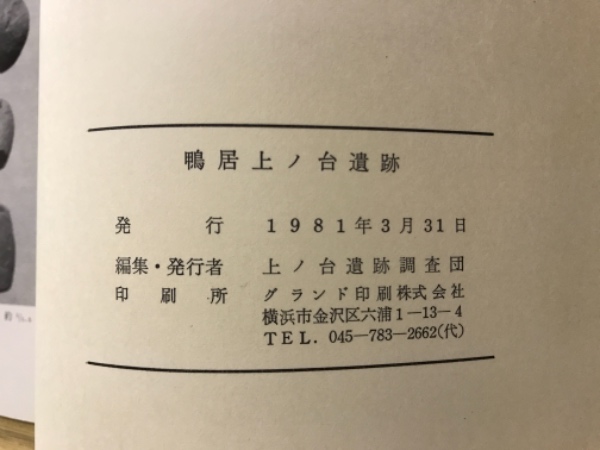 鴨居上ノ台遺跡
発行 1981年3月31日
編集・発行者 上ノ台遺跡調査団
印刷所 グランド印刷株式会社
横浜市金沢区六浦1―13―4
TEL. 045―783―2662(代)